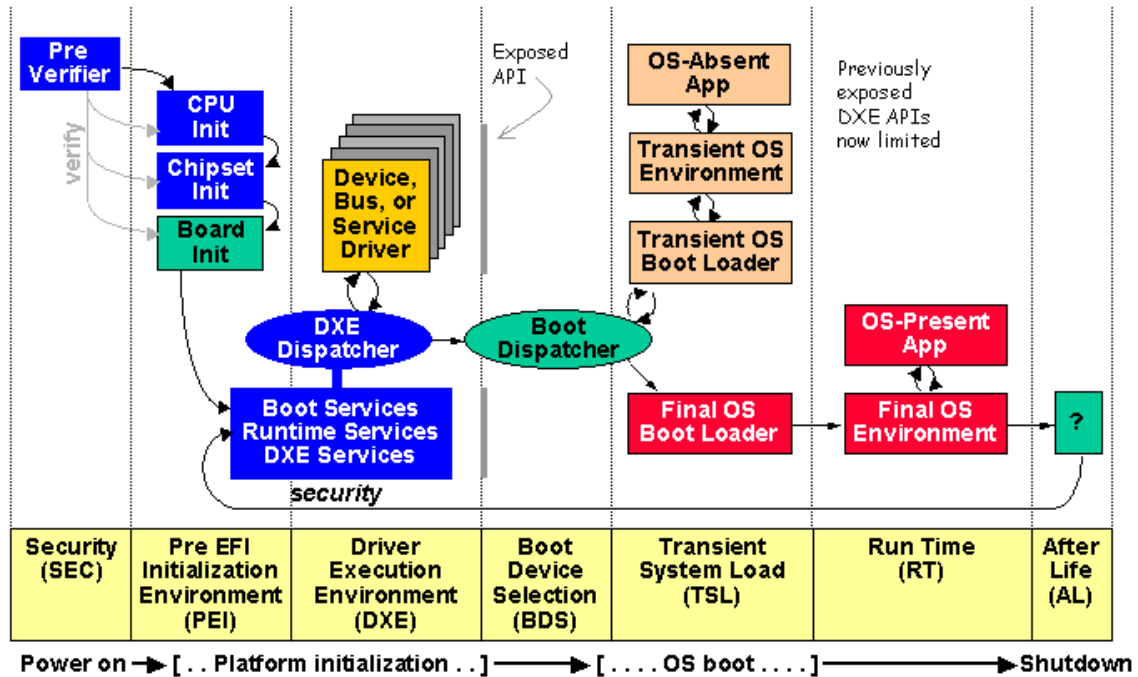 Pre
Verifier
verify
CPU
Init
Chipset
Init
Board
Init
Device,
Bus, or
Service
Driver
Exposed
API
OS-Absent
App
Transient OS
Environment
Transient OS
Boot Loader
Previously
exposed
DXE APIs
now limited
DXE
Dispatcher
Boot
Dispatcher
OS-Present
App
Boot Services
Runtime Services
DXE Services
Final OS
Boot Loader
Final OS
Environment
?
security
Security
(SEC)
Pre EFI
Initialization
Environment
(PEI)
Driver
Execution
Environment
(DXE)
Boot
Device
Selection
(BDS)
Transient
System Load
(TSL)
Run Time
(RT)
After
Life
(AL)
Power on [ . . Platform initialization . . ] [ . . . . OS boot . . . . ] Shutdown